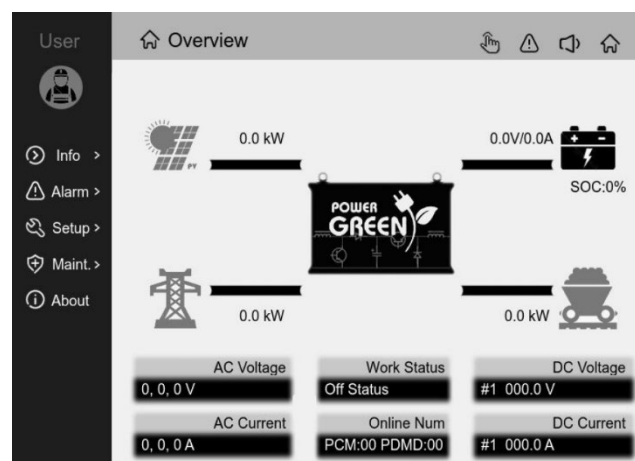 User
Overview
Info >
Alarm >
Setup >
Maint. >
About
0.0 kW
0.0V/0.0A
SOC:0%
PV
POWER
GREEN
0.0 kW
0.0 kW
AC Voltage
0, 0, 0 V
Work Status
Off Status
DC Voltage
#1 000.0 V
AC Current
0, 0, 0 A
Online Num
PCM:00 PDMD:00
DC Current
#1 000.0 A